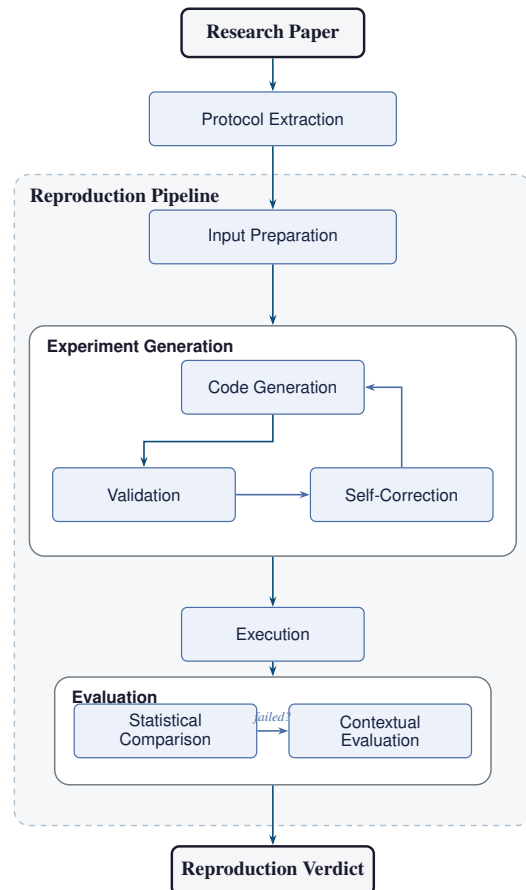 Research Paper
Protocol Extraction
Reproduction Pipeline
Input Preparation
Experiment Generation
Code Generation
Validation
Self-Correction
Execution
Evaluation
Statistical
Comparison
failed?
Contextual
Evaluation
Reproduction Verdict